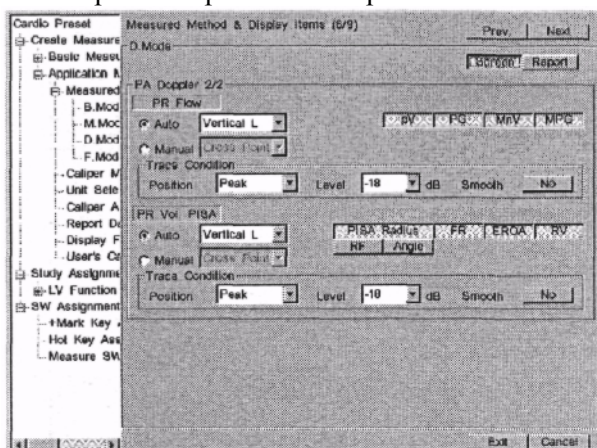 Cardio Preset
Measured Method & Display Items (6/9)
Prev. Next
Create Measure
D.Mode
Basic Measu
Screen Report
Application M
Measured
PA Doppler 2/2
PR Flow
B.Mod
M.Mod
Auto Vertical L
pV PG MnV MPG
D.Mod
Manual Cross Point
F.Mod
Trace Condition
Caliper M
Position Peak Level -18 dB Smooth No
Unit Sele
Caliper A
PR Vol. PISA
Report Da
Auto Vertical L
PISA Radius FR EROA RV
Display F
RF Angle
User's Ca
Manual Cross Point
Study Assignme
Trace Condition
LV Function
Position Peak Level -18 dB Smooth No
SW Assignment
+Mark Key
Hot Key Ass
Measure SW
Exit Cancel